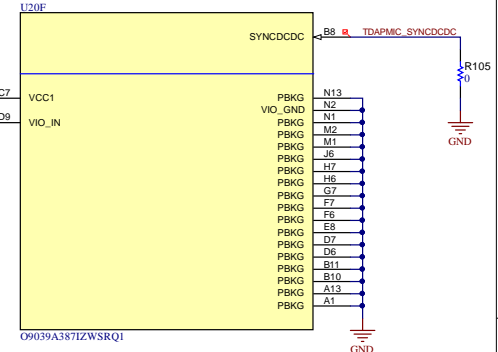 U20F
SYNCDCDC B8 TDAPMIC_SYNCDCDC
R105
0
GND
C7 VCC1
D9 VIO_IN
PBKG N13
VIO_GND N2
PBKG N1
PBKG M2
PBKG M1
PBKG J6
PBKG H7
PBKG H6
PBKG G7
PBKG F7
PBKG F6
PBKG E8
PBKG D7
PBKG D6
PBKG B11
PBKG B10
PBKG A13
PBKG A1
O9039A387IZWSRQ1
GND